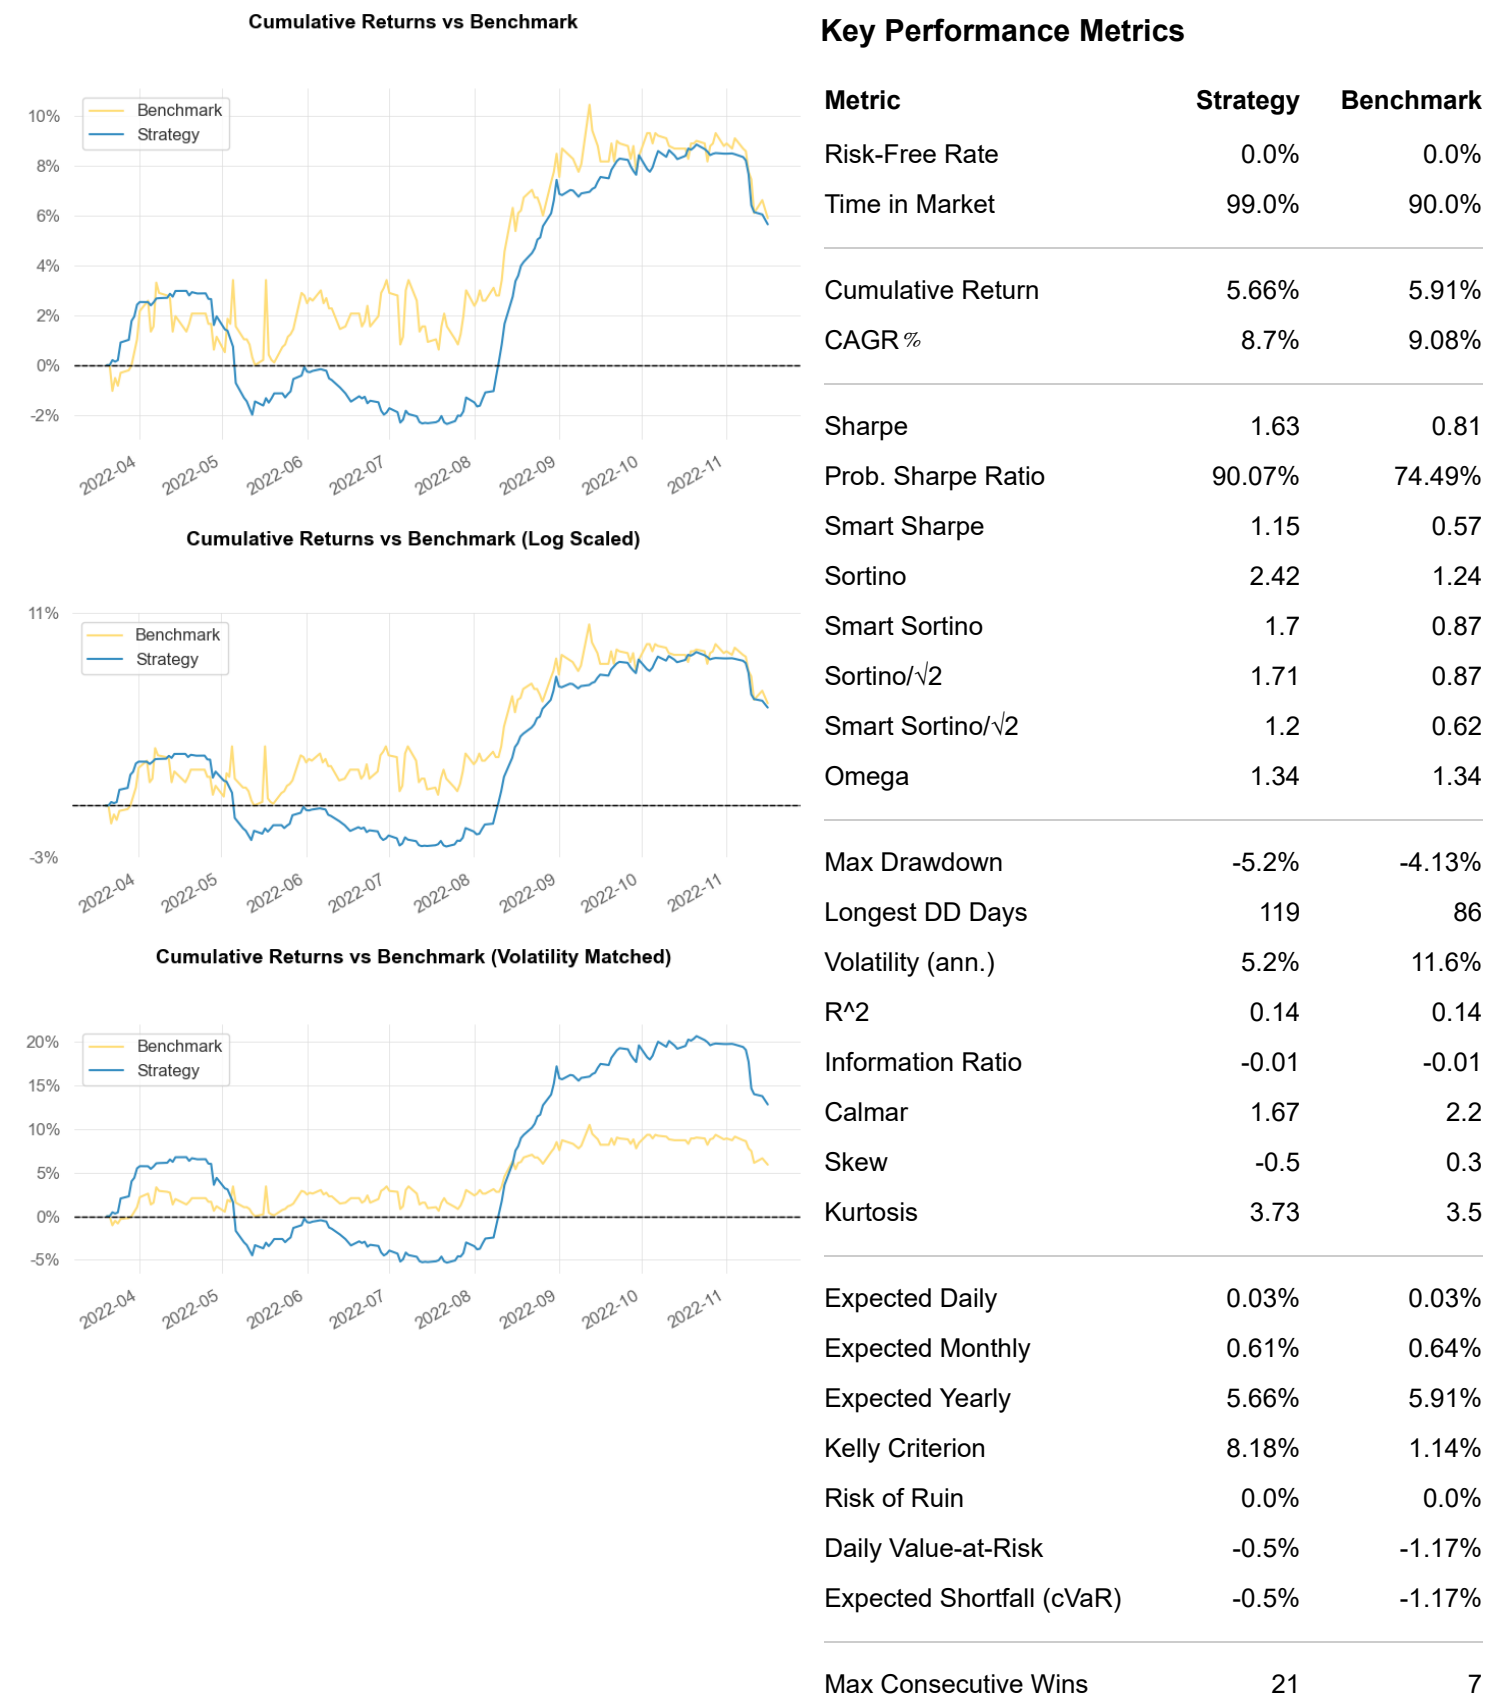 Cumulative Returns vs Benchmark
Benchmark
Strategy
10%
8%
6%
4%
2%
0%
-2%
2022-04
2022-05
2022-06
2022-07
2022-08
2022-09
2022-10
2022-11
Cumulative Returns vs Benchmark (Log Scaled)
11%
Benchmark
Strategy
-3%
2022-04
2022-05
2022-06
2022-07
2022-08
2022-09
2022-10
2022-11
Cumulative Returns vs Benchmark (Volatility Matched)
Benchmark
Strategy
20%
15%
10%
5%
0%
-5%
2022-04
2022-05
2022-06
2022-07
2022-08
2022-09
2022-10
2022-11
Key Performance Metrics
Metric Strategy Benchmark
Risk-Free Rate 0.0% 0.0%
Time in Market 99.0% 90.0%
Cumulative Return 5.66% 5.91%
CAGR﹪ 8.7% 9.08%
Sharpe 1.63 0.81
Prob. Sharpe Ratio 90.07% 74.49%
Smart Sharpe 1.15 0.57
Sortino 2.42 1.24
Smart Sortino 1.7 0.87
Sortino/√2 1.71 0.87
Smart Sortino/√2 1.2 0.62
Omega 1.34 1.34
Max Drawdown -5.2% -4.13%
Longest DD Days 119 86
Volatility (ann.) 5.2% 11.6%
R^2 0.14 0.14
Information Ratio -0.01 -0.01
Calmar 1.67 2.2
Skew -0.5 0.3
Kurtosis 3.73 3.5
Expected Daily 0.03% 0.03%
Expected Monthly 0.61% 0.64%
Expected Yearly 5.66% 5.91%
Kelly Criterion 8.18% 1.14%
Risk of Ruin 0.0% 0.0%
Daily Value-at-Risk -0.5% -1.17%
Expected Shortfall (cVaR) -0.5% -1.17%
Max Consecutive Wins 21 7